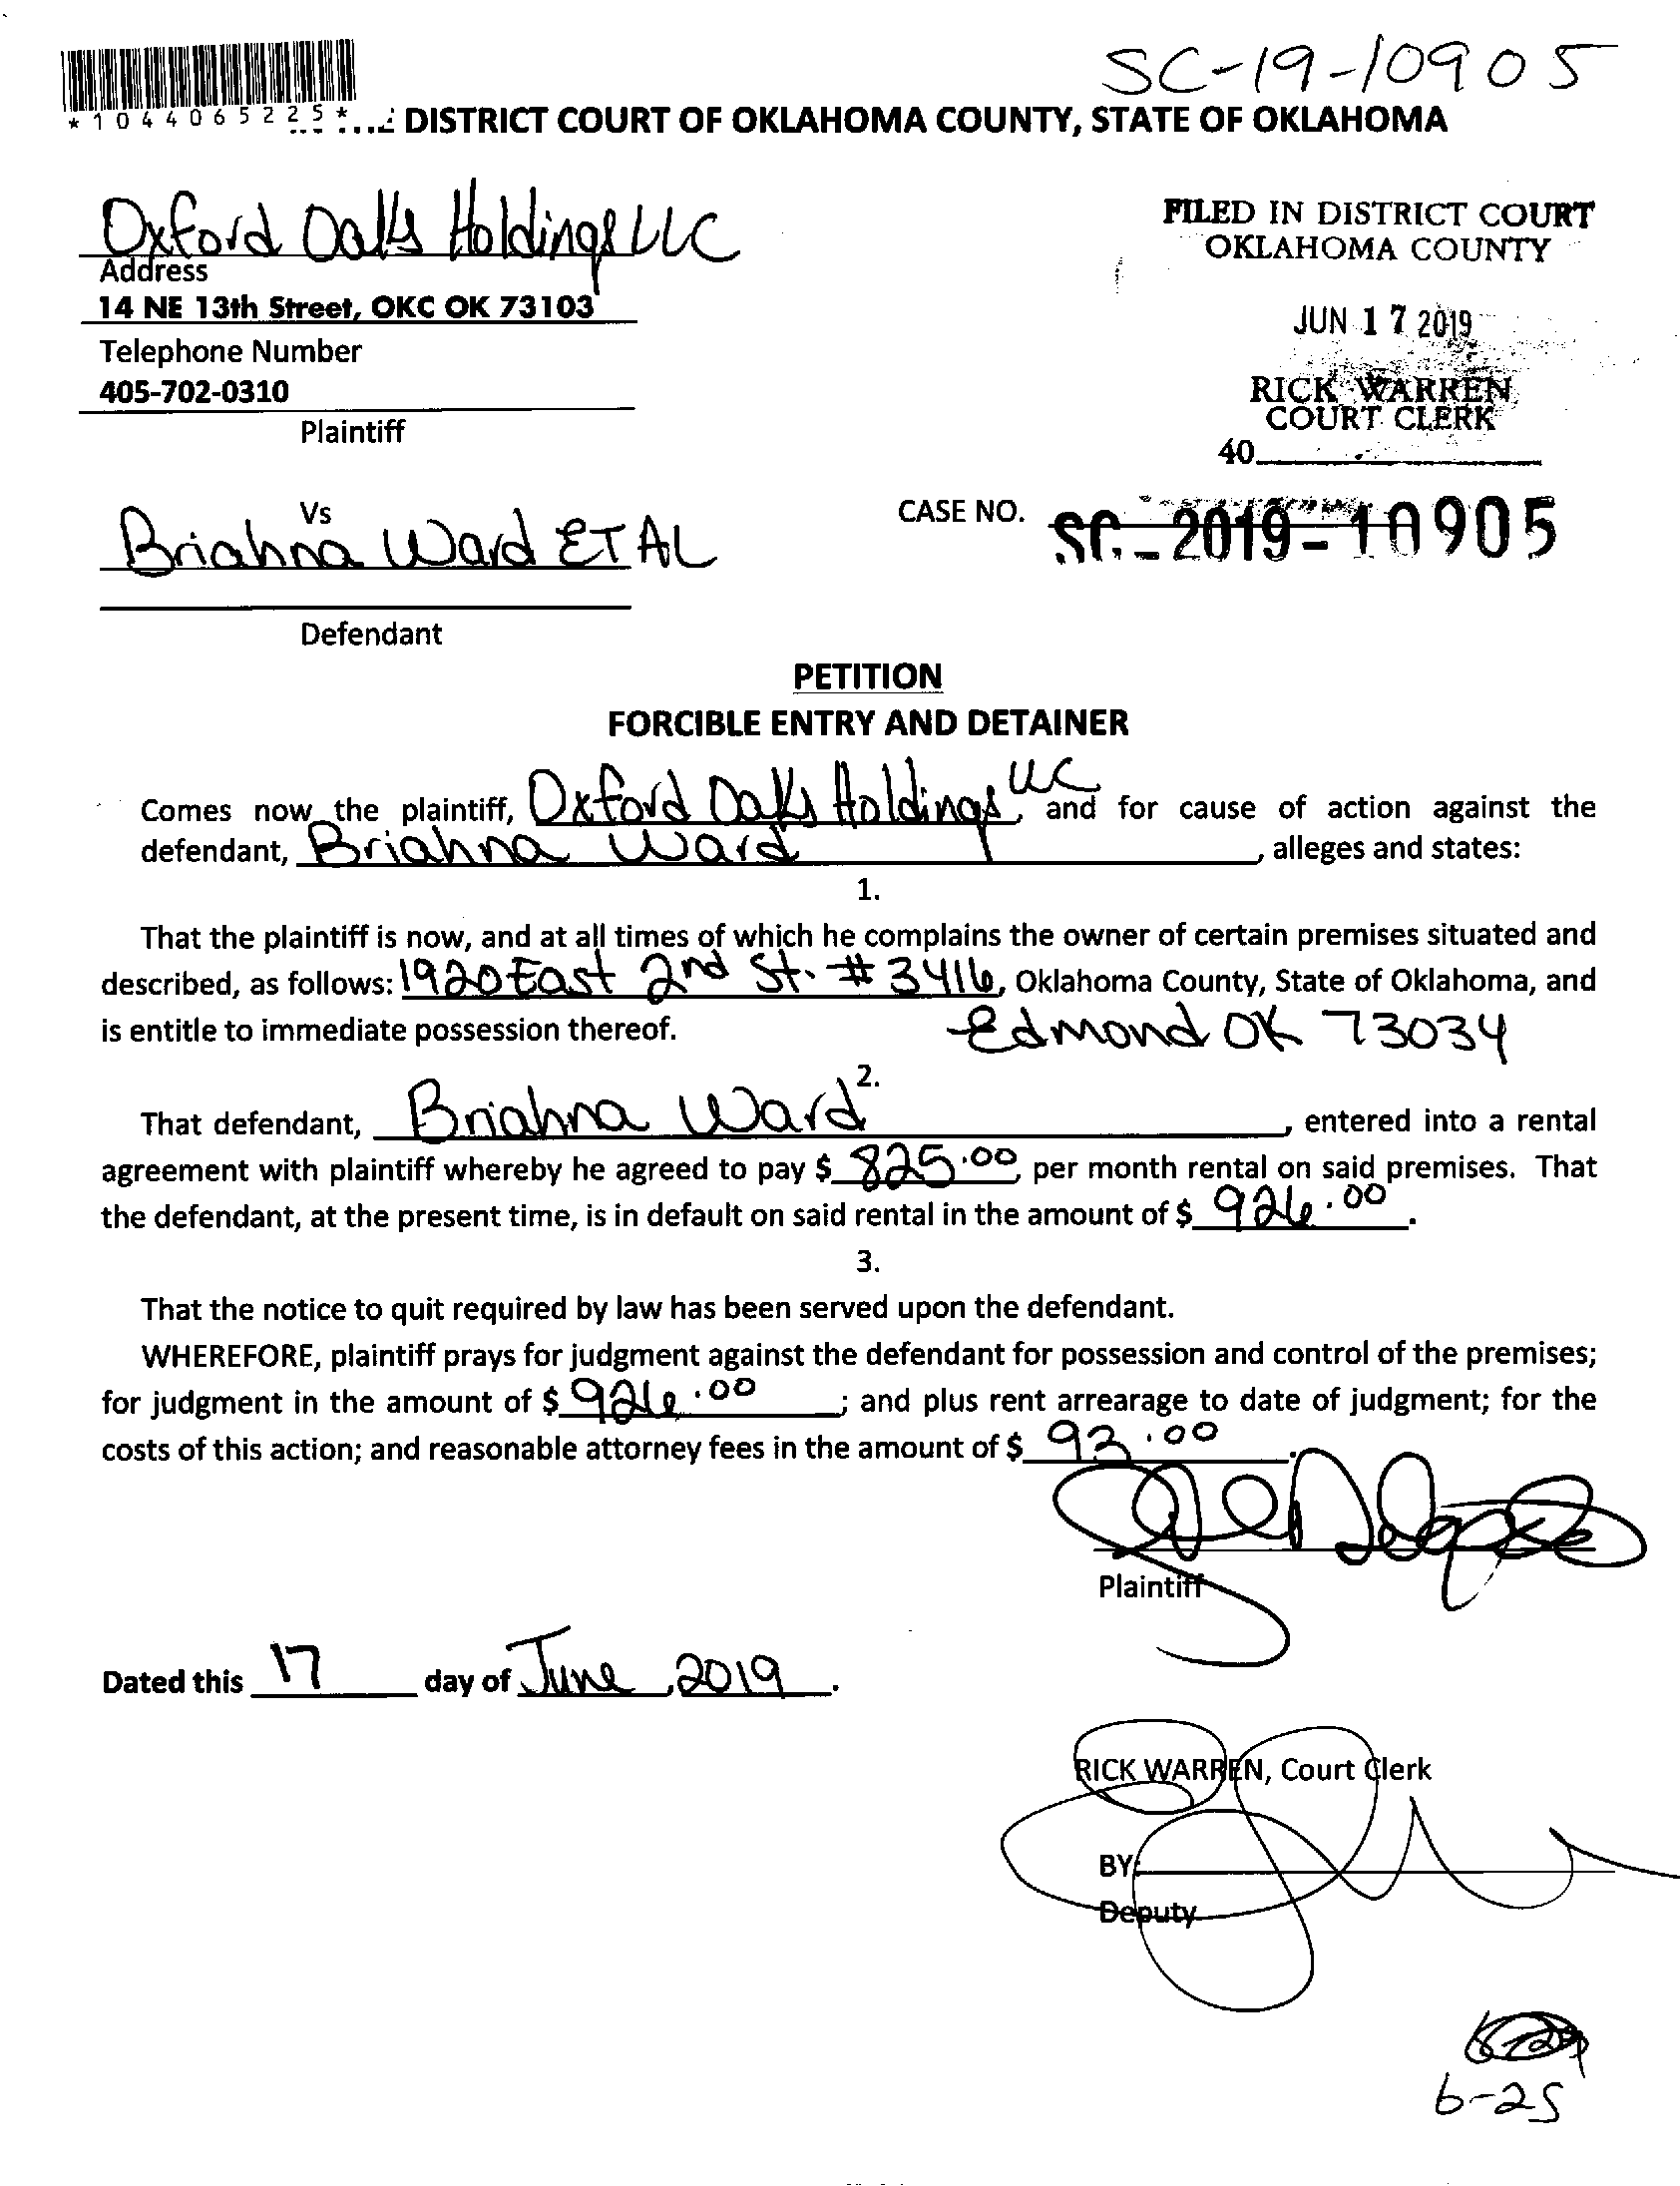 SC-19-10905
*1044065225*
DISTRICT COURT OF OKLAHOMA COUNTY, STATE OF OKLAHOMA
Oxford Oaks Holdings LLC
Address
14 NE 13th Street, OKC OK 73103
Telephone Number
405-702-0310
Plaintiff
FILED IN DISTRICT COURT
OKLAHOMA COUNTY
JUN 17 2019
RICK WARREN
COURT CLERK
40
Vs
Briahna Ward ET AL
Defendant
CASE NO. SC-2019-10905
PETITION
FORCIBLE ENTRY AND DETAINER
Comes now the plaintiff, Oxford Oaks Holdings, LLC and for cause of action against the
defendant, Briahna Ward, alleges and states:
1.
That the plaintiff is now, and at all times of which he complains the owner of certain premises situated and
described, as follows: 1920 East 2nd St. # 3416, Oklahoma County, State of Oklahoma, and
is entitle to immediate possession thereof. Edmond OK 73034
2.
That defendant, Briahna Ward, entered into a rental
agreement with plaintiff whereby he agreed to pay $ 825.00 per month rental on said premises. That
the defendant, at the present time, is in default on said rental in the amount of $ 926.00.
3.
That the notice to quit required by law has been served upon the defendant.
WHEREFORE, plaintiff prays for judgment against the defendant for possession and control of the premises;
for judgment in the amount of $ 926.00; and plus rent arrearage to date of judgment; for the
costs of this action; and reasonable attorney fees in the amount of $ 93.00.
Plaintiff
Dated this 17 day of June, 2019.
RICK WARREN, Court Clerk
BY:
Deputy
6-25